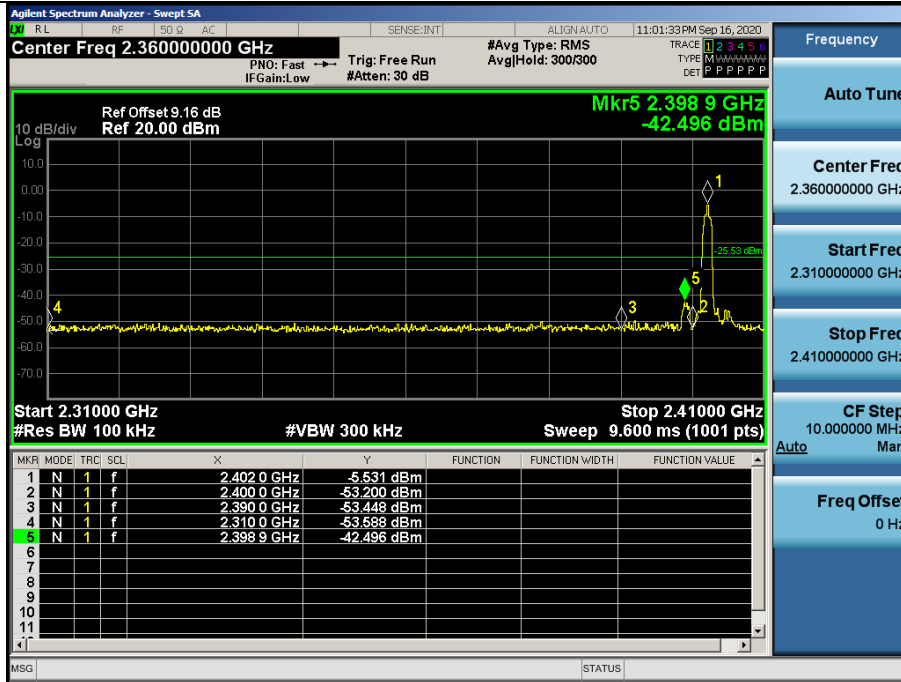 Agilent Spectrum Analyzer - Swept SA
LXI RL RF 50 Ω AC SENSE:INT ALIGN AUTO 11:01:33 PM Sep 16, 2020
Center Freq 2.360000000 GHz
PNO: Fast
IFGain:Low
Trig: Free Run
#Atten: 30 dB
#Avg Type: RMS
Avg|Hold: 300/300
TRACE 1 2 3 4 5 6
TYPE M W W W W W
DET P P P P P P
Ref Offset 9.16 dB
Ref 20.00 dBm
10 dB/div
Log
Mkr5 2.398 9 GHz
-42.496 dBm
10.0
0.00
-10.0
-20.0
-30.0
-40.0
-50.0
-60.0
-70.0
1
-25.53 dBm
5
4
3
2
Start 2.31000 GHz Stop 2.41000 GHz
#Res BW 100 kHz #VBW 300 kHz Sweep 9.600 ms (1001 pts)
MKR MODE TRC SCL X Y FUNCTION FUNCTION WIDTH FUNCTION VALUE
1 N 1 f 2.402 0 GHz -5.531 dBm
2 N 1 f 2.400 0 GHz -53.200 dBm
3 N 1 f 2.390 0 GHz -53.448 dBm
4 N 1 f 2.310 0 GHz -53.588 dBm
5 N 1 f 2.398 9 GHz -42.496 dBm
6
7
8
9
10
11
MSG STATUS
Frequency
Auto Tune
Center Freq
2.360000000 GHz
Start Freq
2.310000000 GHz
Stop Freq
2.410000000 GHz
CF Step
10.000000 MHz
Auto Man
Freq Offset
0 Hz